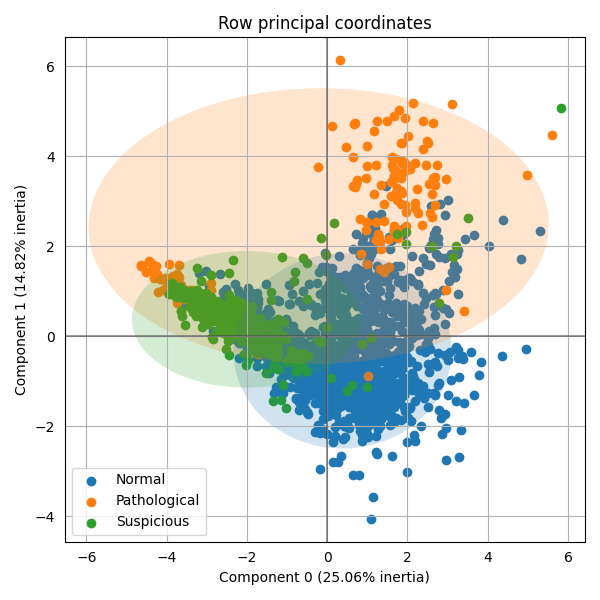 Row principal coordinates
Component 1 (14.82% inertia)
6
4
2
0
−2
−4
Normal
Pathological
Suspicious
−6
−4
−2
0
2
4
6
Component 0 (25.06% inertia)